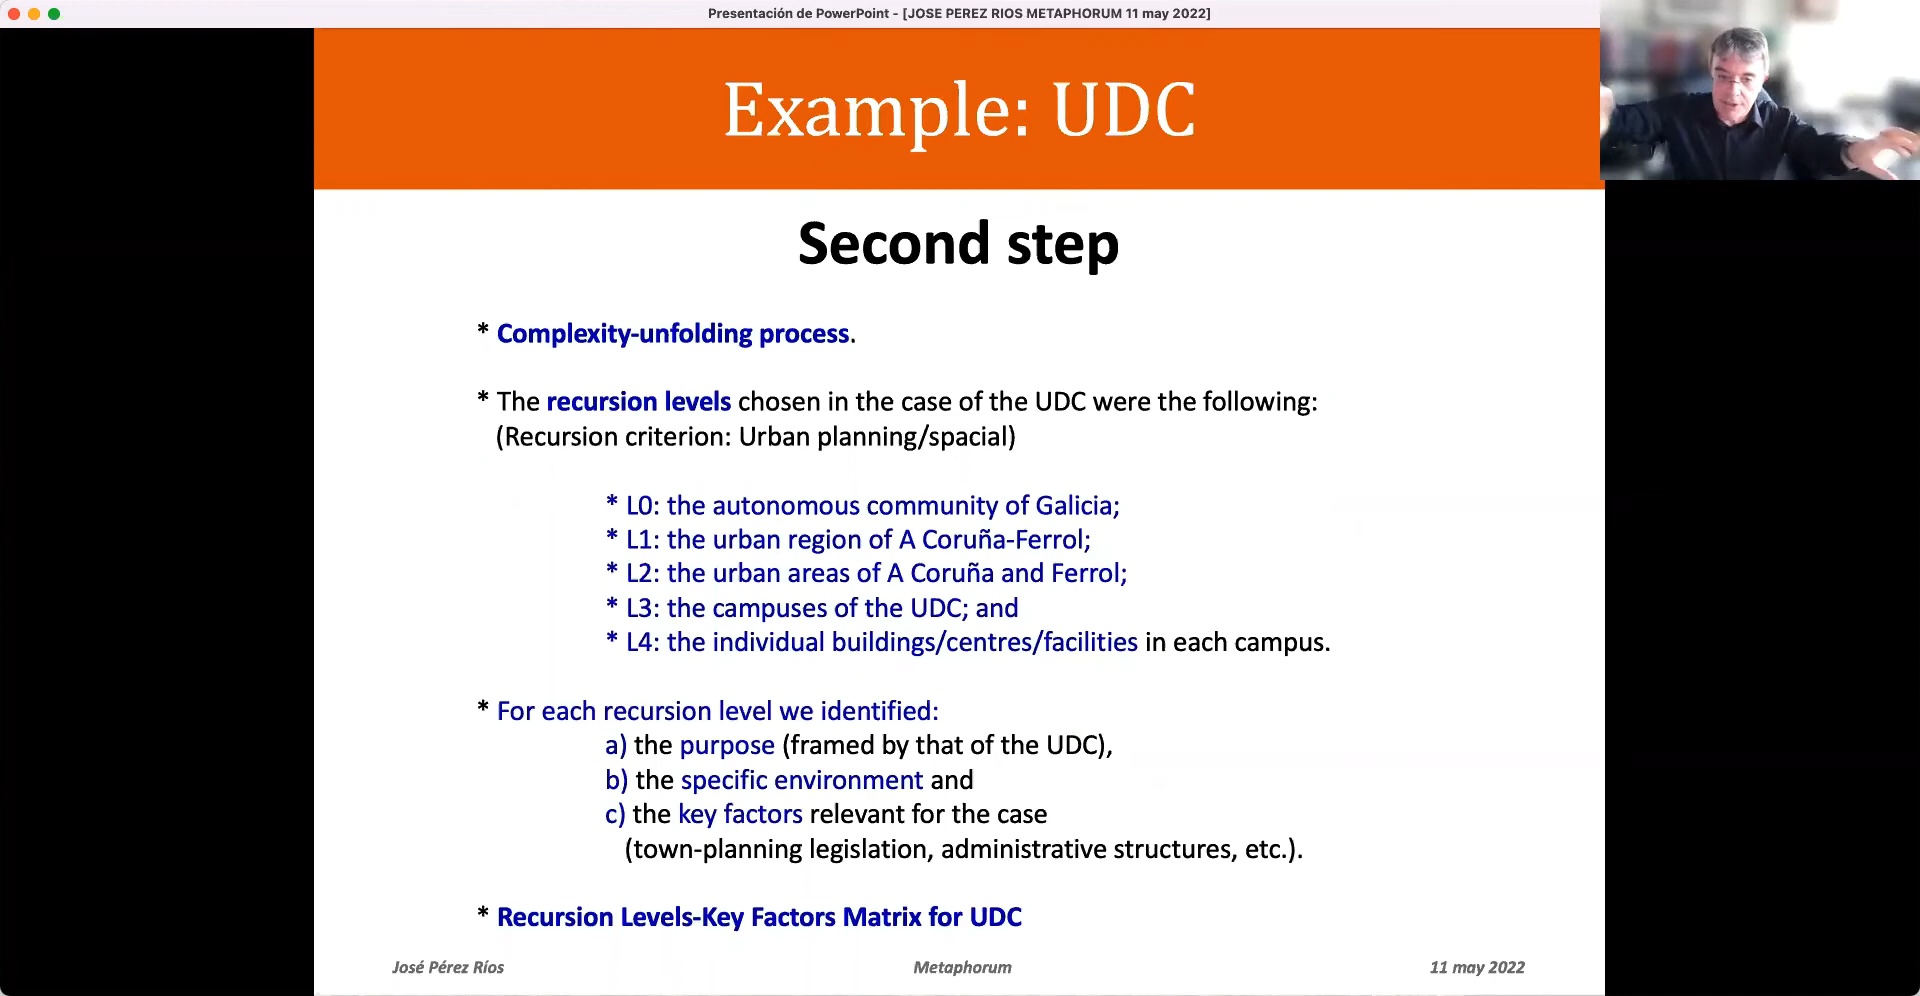 Presentación de PowerPoint - [JOSE PEREZ RIOS METAPHORUM 11 may 2022]
Example: UDC
Second step
* Complexity-unfolding process.
* The recursion levels chosen in the case of the UDC were the following:
(Recursion criterion: Urban planning/spacial)
* L0: the autonomous community of Galicia;
* L1: the urban region of A Coruña-Ferrol;
* L2: the urban areas of A Coruña and Ferrol;
* L3: the campuses of the UDC; and
* L4: the individual buildings/centres/facilities in each campus.
* For each recursion level we identified:
a) the purpose (framed by that of the UDC),
b) the specific environment and
c) the key factors relevant for the case
(town-planning legislation, administrative structures, etc.).
* Recursion Levels-Key Factors Matrix for UDC
José Pérez Ríos
Metaphorum
11 may 2022